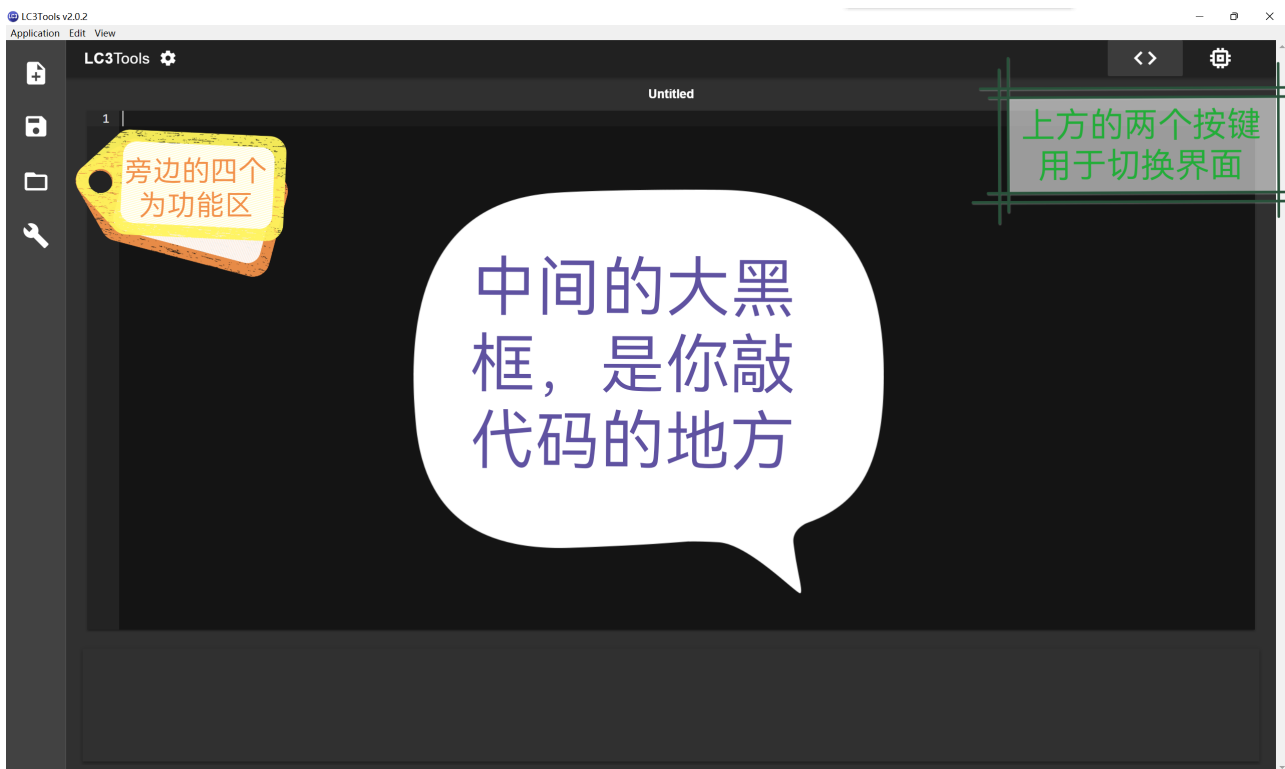 LC3Tools v2.0.2
Application Edit View
LC3Tools
Untitled
1
上方的两个按键
用于切换界面
旁边的四个
为功能区
中间的大黑
框，是你敲
代码的地方